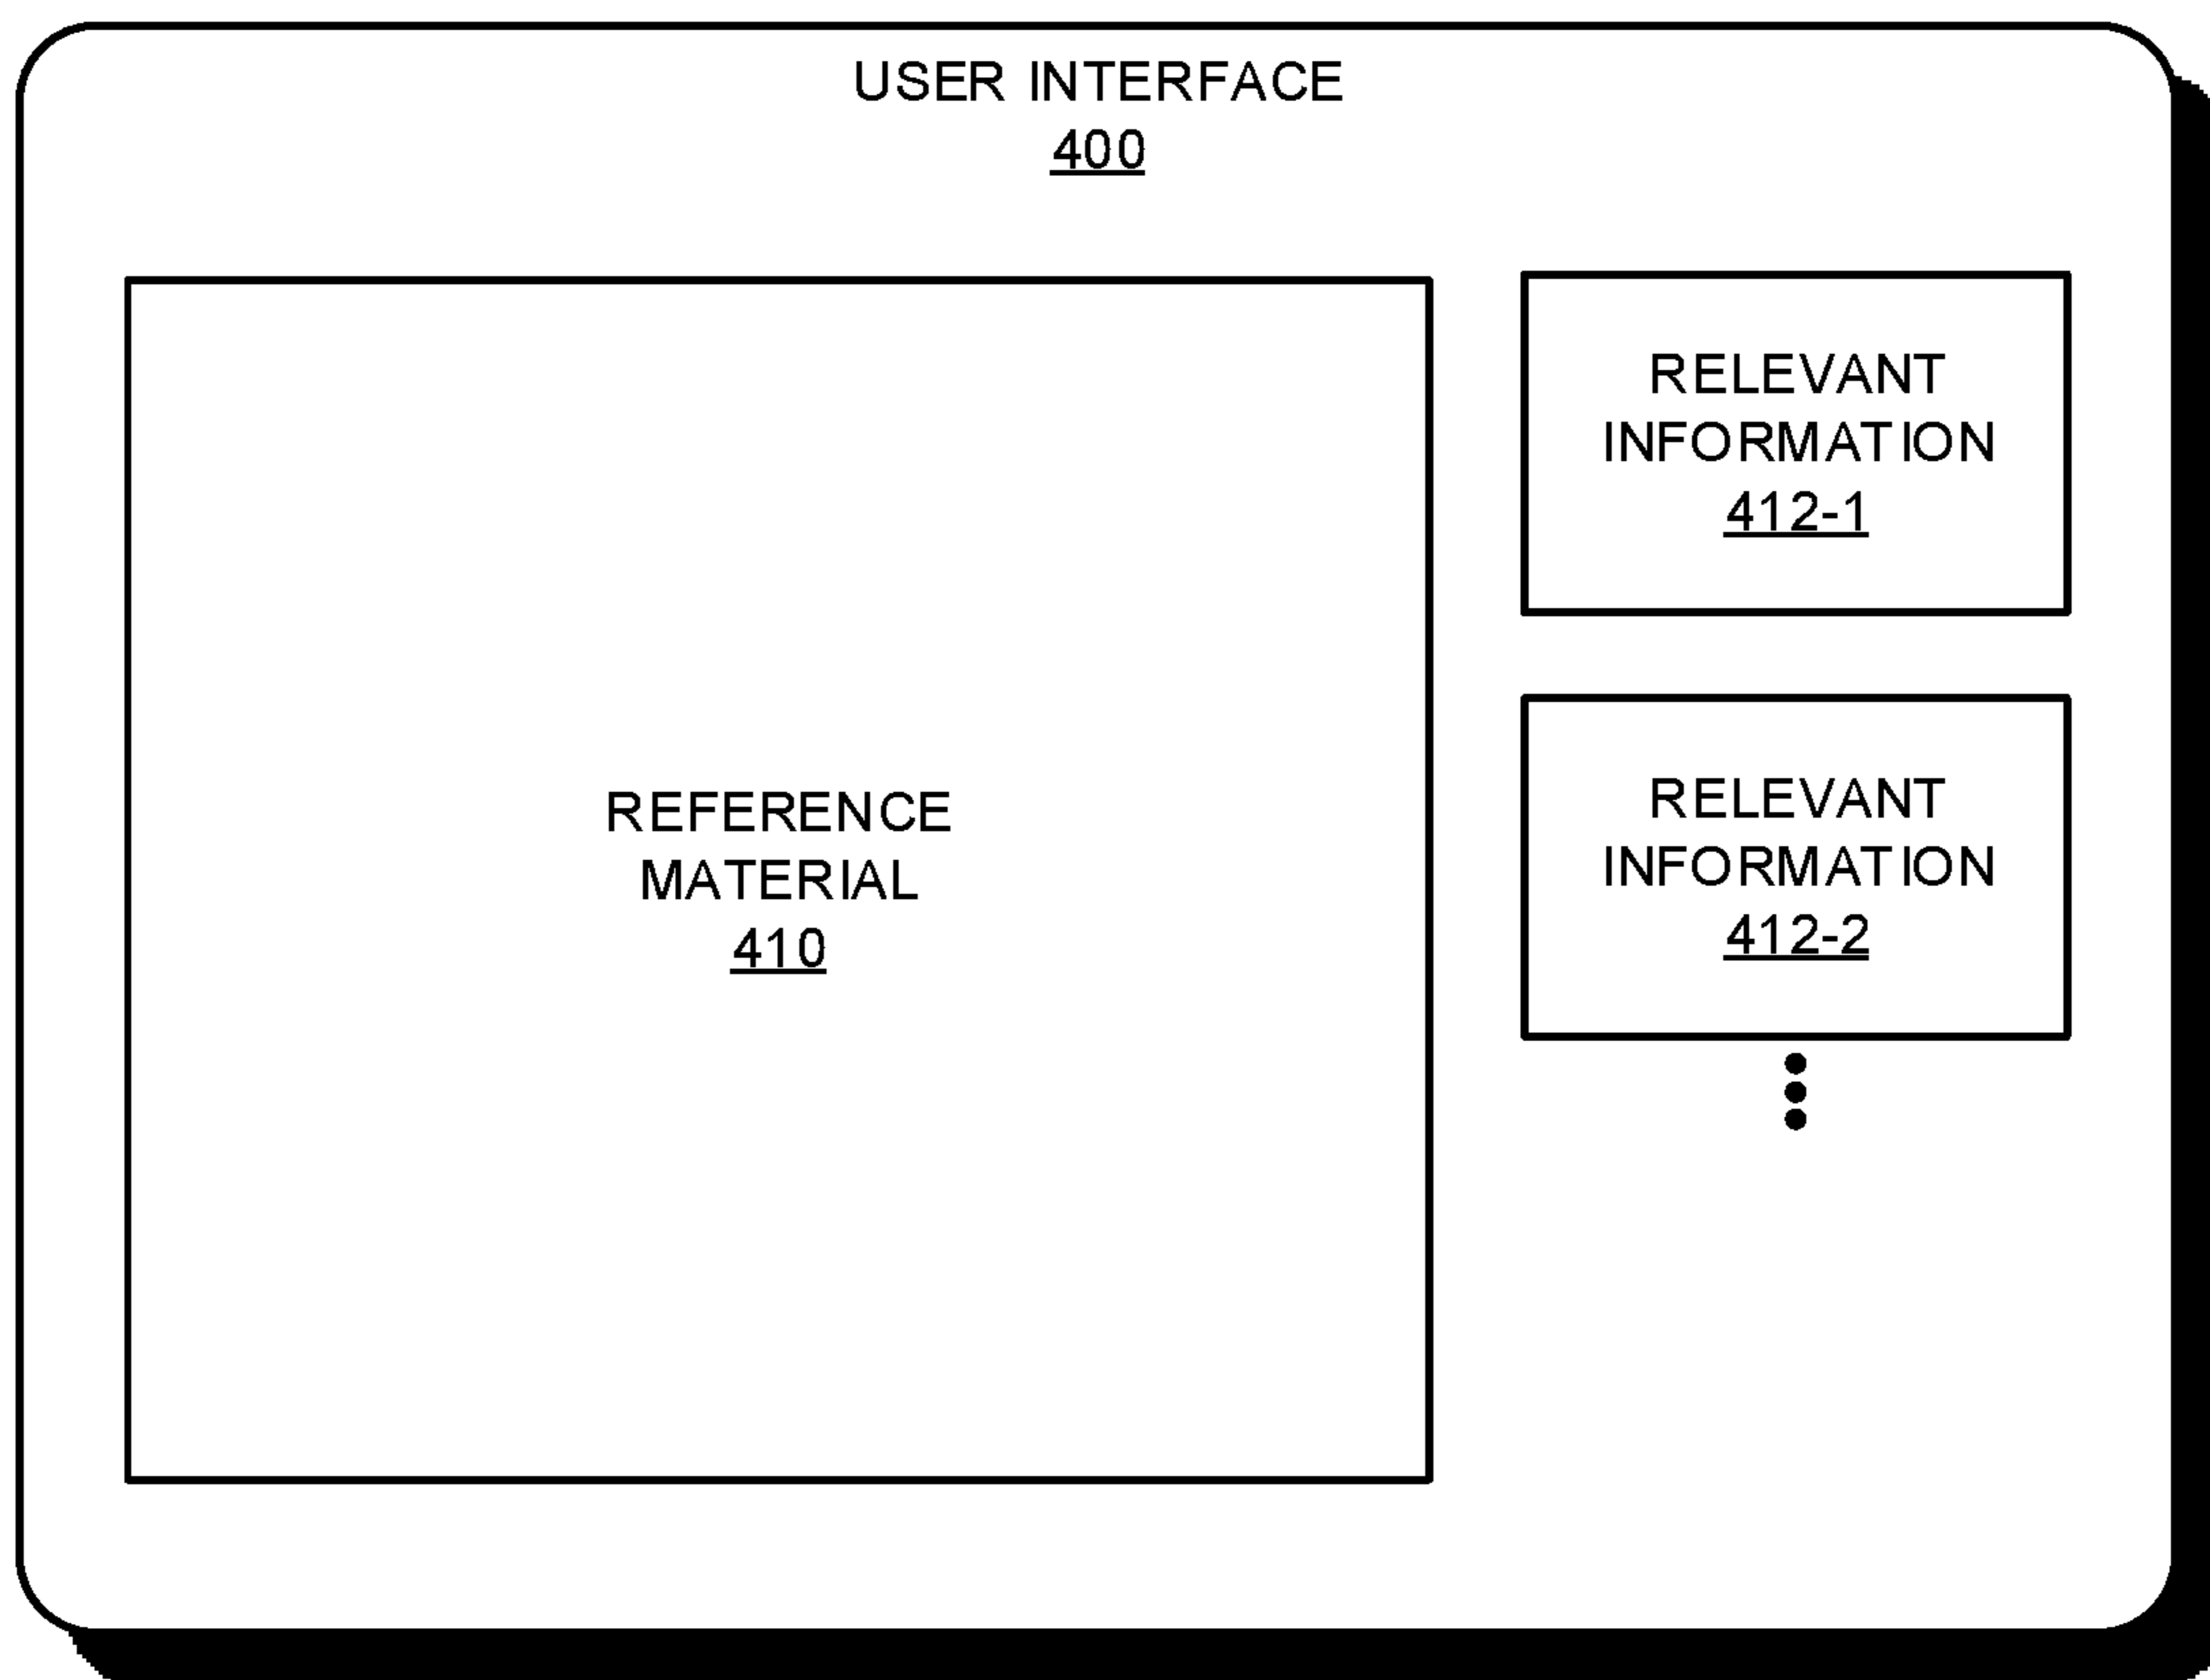 USER INTERFACE
400
REFERENCE
MATERIAL
410
RELEVANT
INFORMATION
412-1
RELEVANT
INFORMATION
412-2